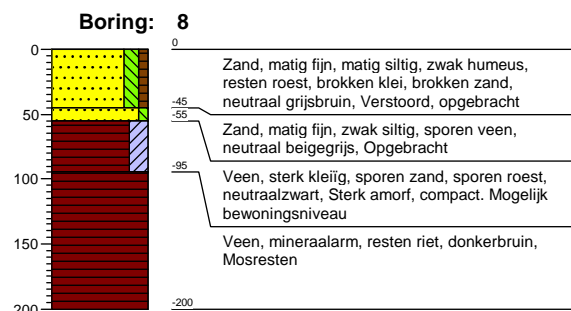 Boring: 8
0
0
Zand, matig fijn, matig siltig, zwak humeus,
resten roest, brokken klei, brokken zand,
neutraal grijsbruin, Verstoord, opgebracht
-45
50
-55
Zand, matig fijn, zwak siltig, sporen veen,
neutraal beigegrijs, Opgebracht
-95
100
Veen, sterk kleiïg, sporen zand, sporen roest,
neutraalzwart, Sterk amorf, compact. Mogelijk
bewoningsniveau
150
Veen, mineraalarm, resten riet, donkerbruin,
Mosresten
200
-200